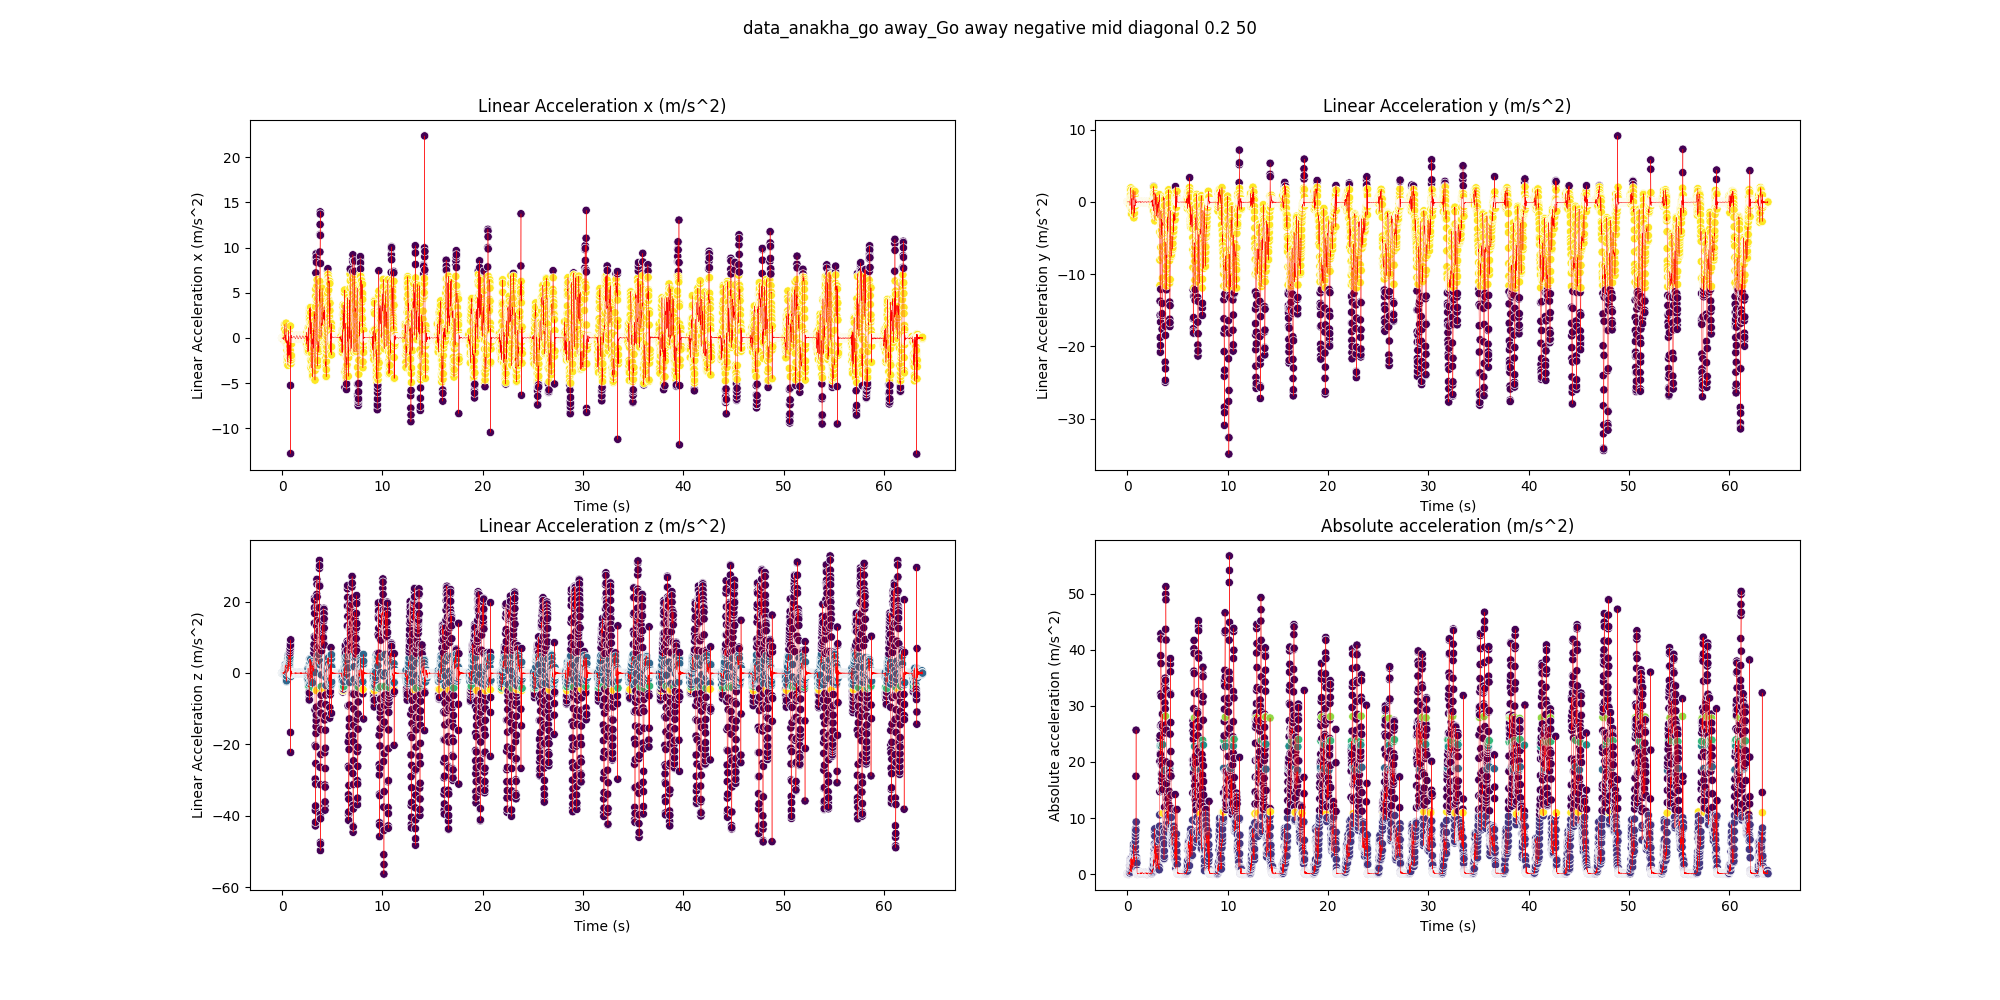 data_anakha_go away_Go away negative mid diagonal 0.2 50
Linear Acceleration x (m/s^2)
Linear Acceleration x (m/s^2)
20
15
10
5
0
−5
−10
0 10 20 30 40 50 60
Time (s)
Linear Acceleration y (m/s^2)
Linear Acceleration y (m/s^2)
10
0
−10
−20
−30
0 10 20 30 40 50 60
Time (s)
Linear Acceleration z (m/s^2)
Linear Acceleration z (m/s^2)
20
0
−20
−40
−60
0 10 20 30 40 50 60
Time (s)
Absolute acceleration (m/s^2)
Absolute acceleration (m/s^2)
50
40
30
20
10
0
0 10 20 30 40 50 60
Time (s)